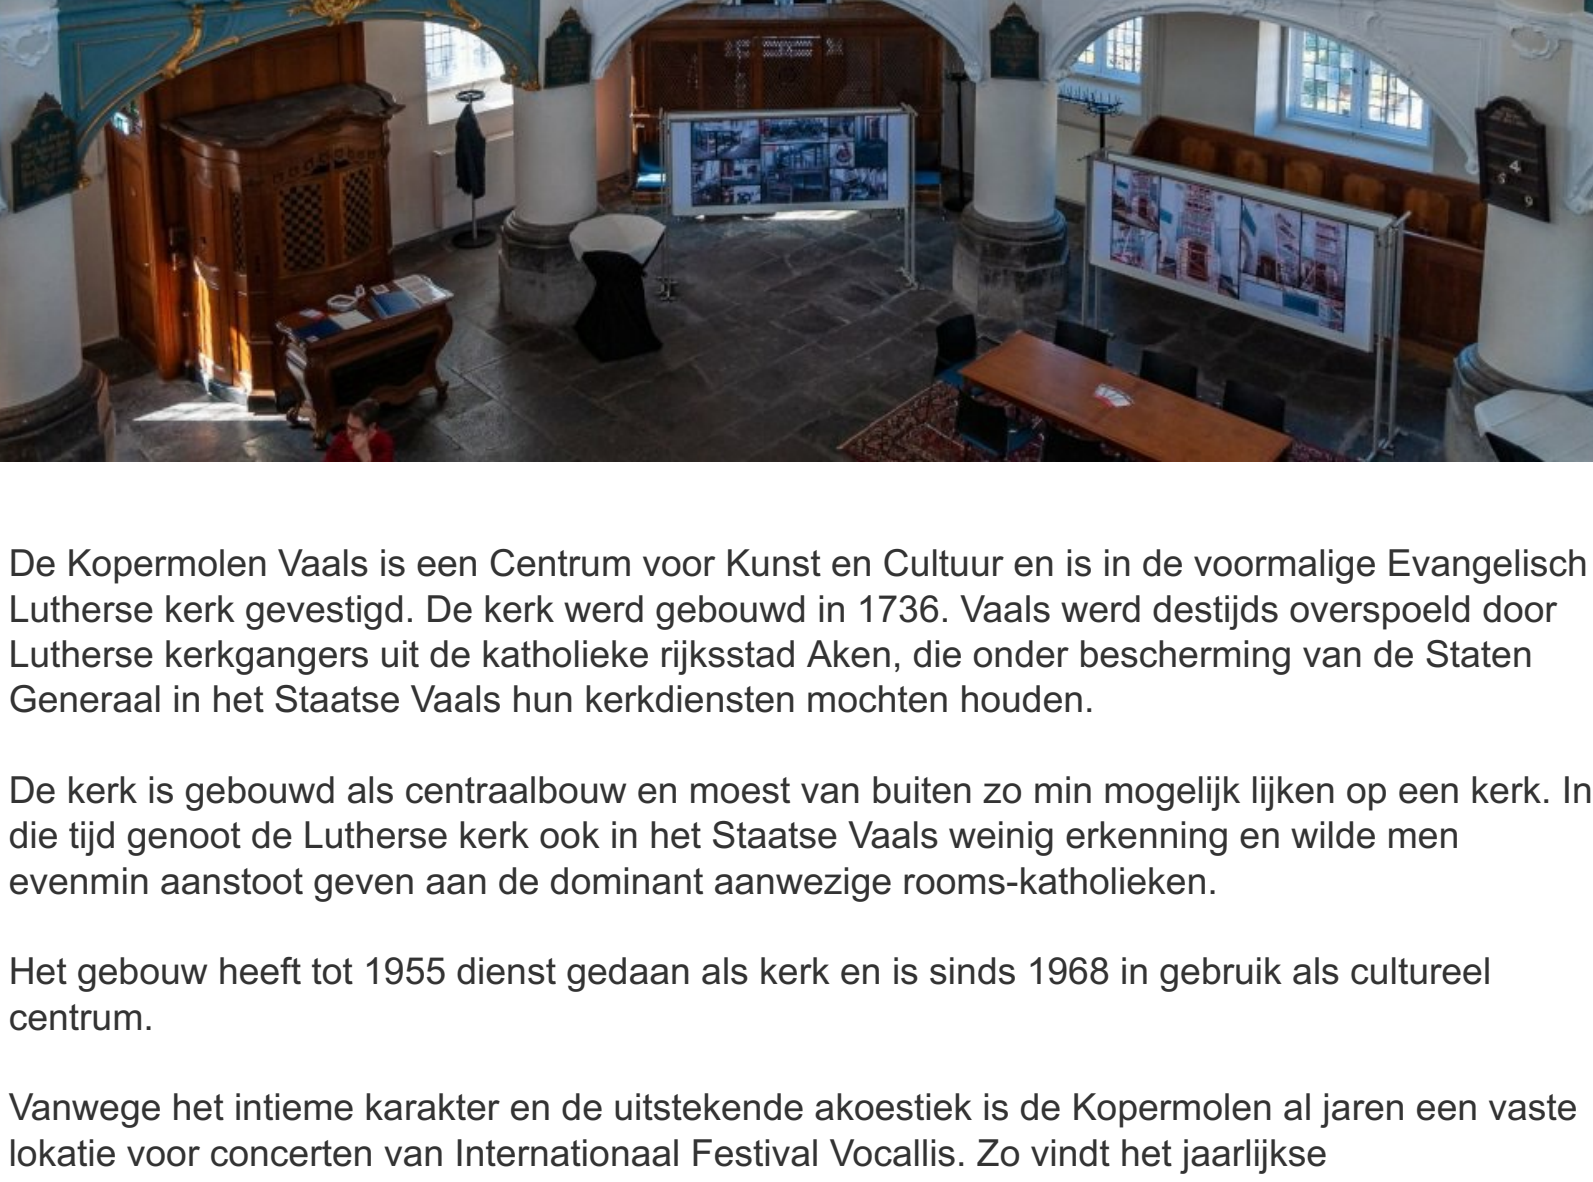 4
5
9
De Kopermolen Vaals is een Centrum voor Kunst en Cultuur en is in de voormalige Evangelisch
Lutherse kerk gevestigd. De kerk werd gebouwd in 1736. Vaals werd destijds overspoeld door
Lutherse kerkgangers uit de katholieke rijksstad Aken, die onder bescherming van de Staten
Generaal in het Staatse Vaals hun kerkdiensten mochten houden.
De kerk is gebouwd als centraalbouw en moest van buiten zo min mogelijk lijken op een kerk. In
die tijd genoot de Lutherse kerk ook in het Staatse Vaals weinig erkenning en wilde men
evenmin aanstoot geven aan de dominant aanwezige rooms-katholieken.
Het gebouw heeft tot 1955 dienst gedaan als kerk en is sinds 1968 in gebruik als cultureel
centrum.
Vanwege het intieme karakter en de uitstekende akoestiek is de Kopermolen al jaren een vaste
lokatie voor concerten van Internationaal Festival Vocallis. Zo vindt het jaarlijkse